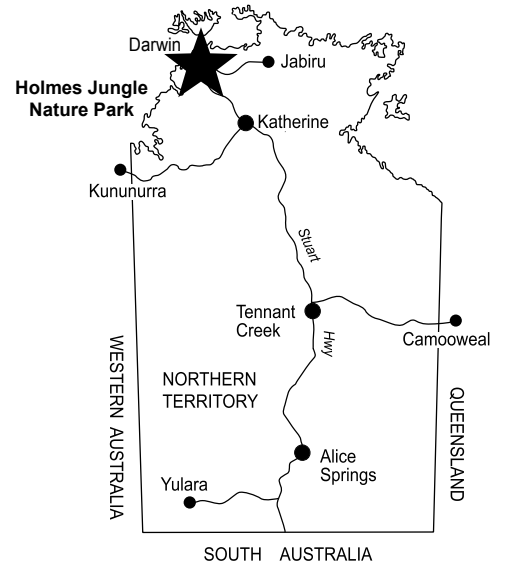 Darwin
Jabiru
Holmes Jungle
Nature Park
Katherine
Kununurra
Stuart
Tennant
Creek
Hwy
Camooweal
WESTERN AUSTRALIA
NORTHERN
TERRITORY
QUEENSLAND
Alice
Springs
Yulara
SOUTH AUSTRALIA